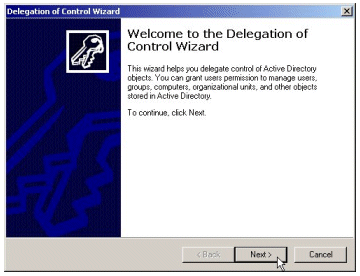 Delegation of Control Wizard
Welcome to the Delegation of
Control Wizard
This wizard helps you delegate control of Active Directory
objects. You can grant users permission to manage users,
groups, computers, organizational units, and other objects
stored in Active Directory.
To continue, click Next.
< Back
Next >
Cancel